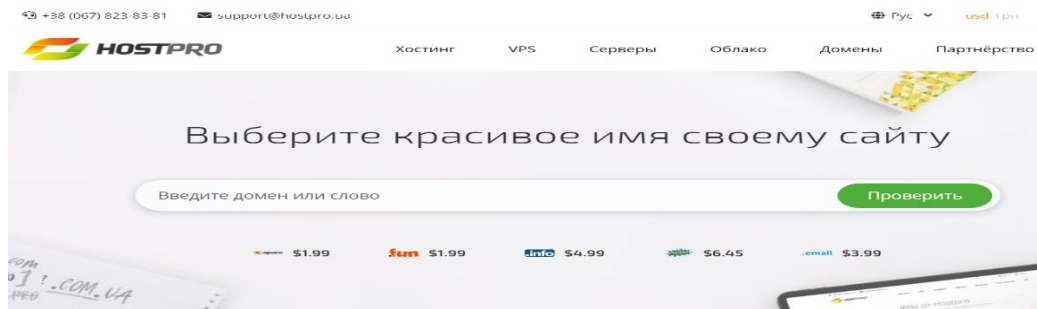 +38 (067) 823-83-81 support@hostpro.ua Рус usd грн
HOSTPRO Хостинг VPS Серверы Облако Домены Партнёрство
Выберите красивое имя своему сайту
Введите домен или слово Проверить
.space $1.99 .fun $1.99 .info $4.99 $6.45 .email $3.99
.COM.UA